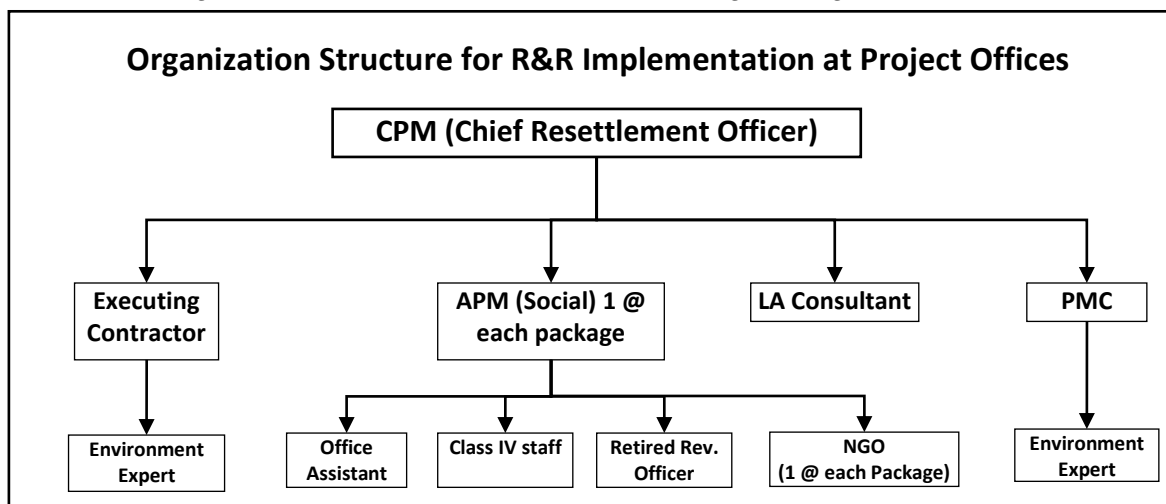 Organization Structure for R&R Implementation at Project Offices
CPM (Chief Resettlement Officer)
Executing
Contractor
APM (Social) 1 @
each package
LA Consultant
PMC
Environment
Expert
Office
Assistant
Class IV staff
Retired Rev.
Officer
NGO
(1 @ each Package)
Environment
Expert